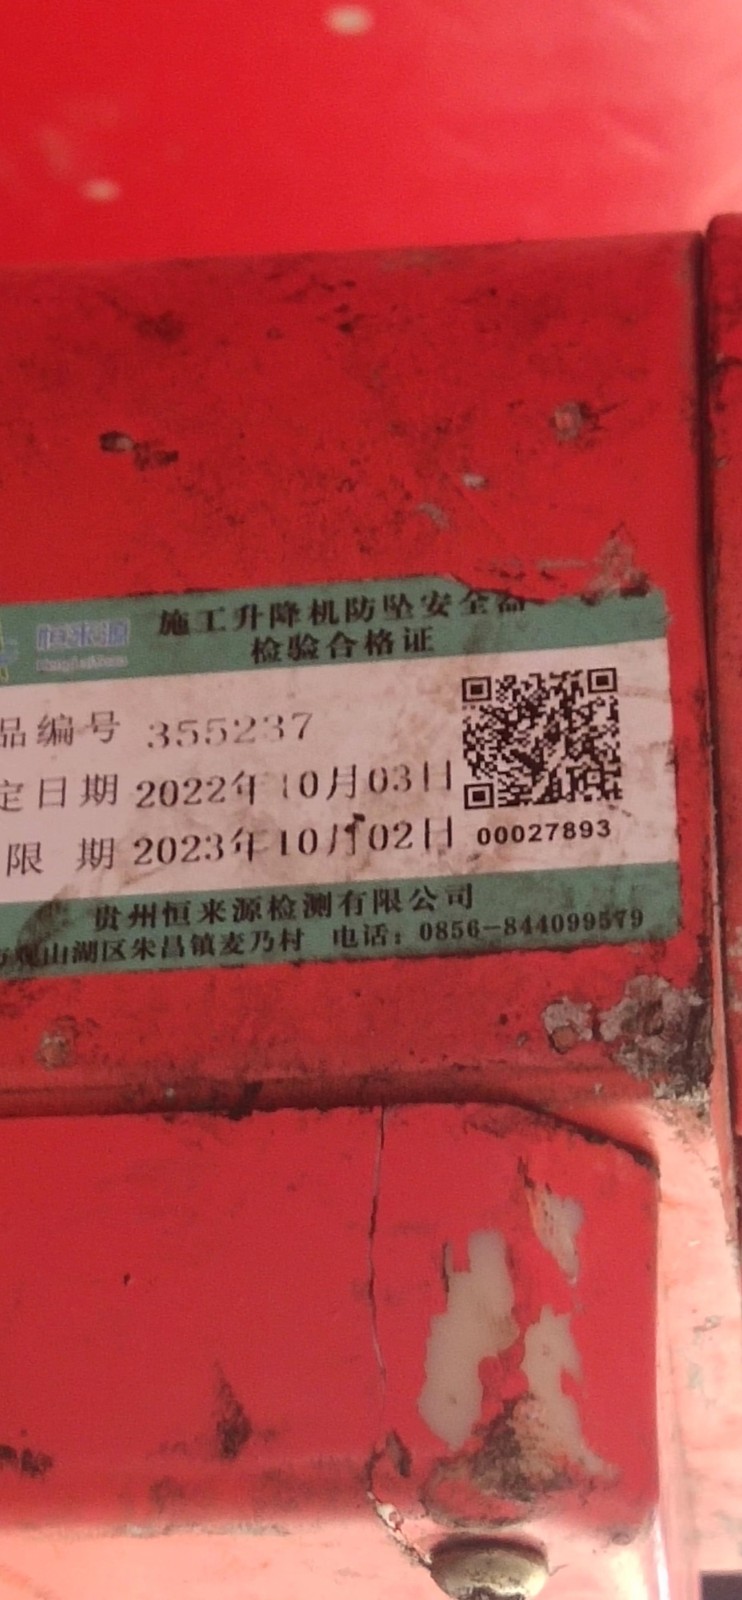 恒来源
施工升降机防坠安全器
检验合格证
品编号 355237
定日期 2022年10月03日
限 期 2023年10月02日
00027893
贵州恒来源检测有限公司
山湖区朱昌镇麦乃村 电话：0856-844099579